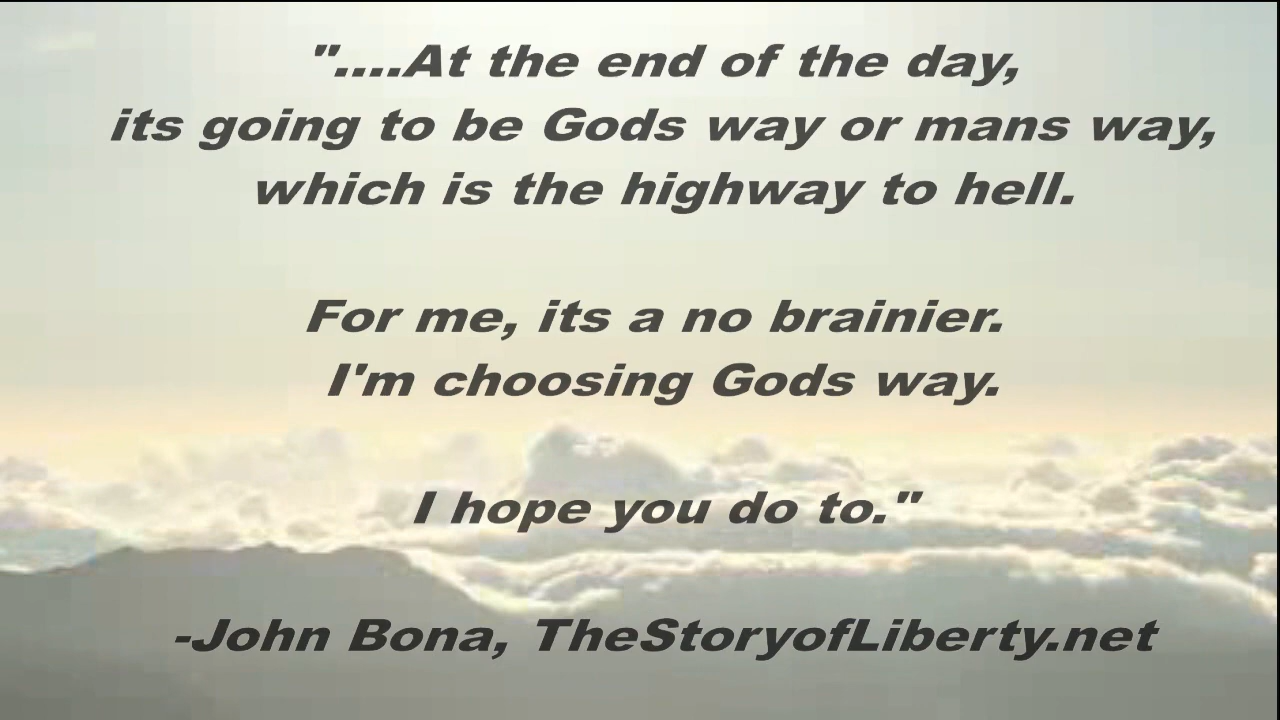 "....At the end of the day,
its going to be Gods way or mans way,
which is the highway to hell.
For me, its a no brainier.
I'm choosing Gods way.
I hope you do to."
-John Bona, TheStoryofLiberty.net